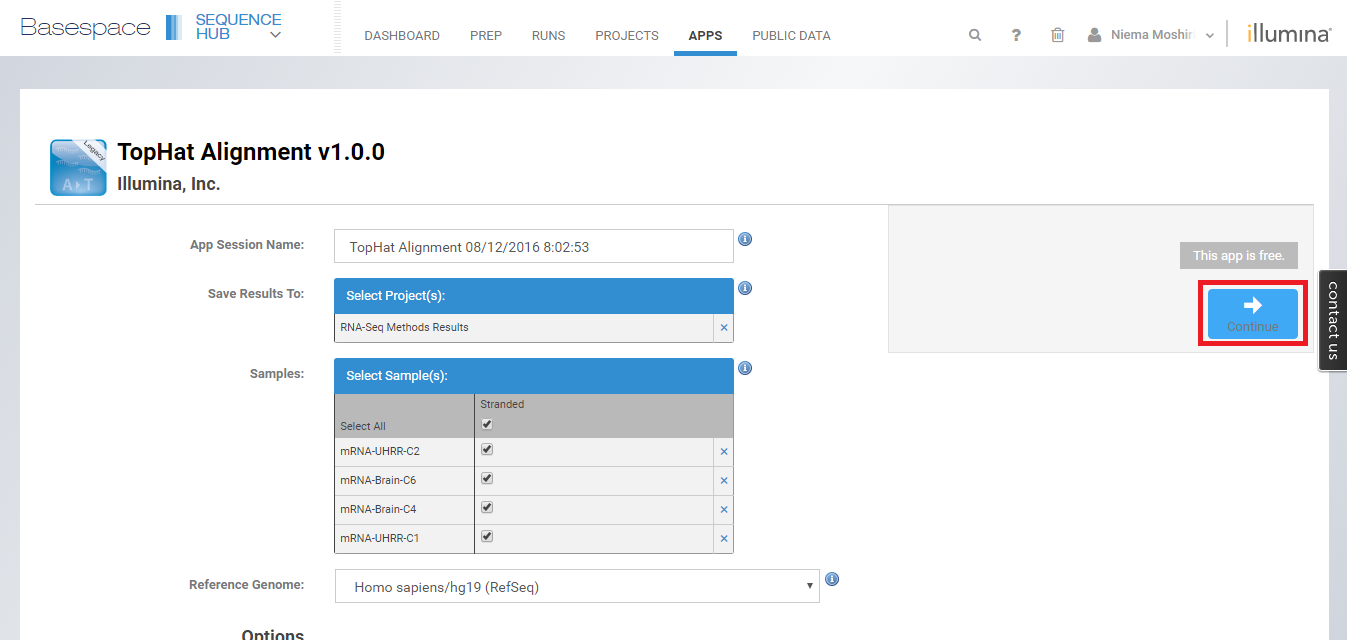 Basespace
SEQUENCE
HUB
DASHBOARD PREP RUNS PROJECTS APPS PUBLIC DATA
? Niema Moshiri
illumina®
Legacy
A T
TopHat Alignment v1.0.0
Illumina, Inc.
App Session Name: TopHat Alignment 08/12/2016 8:02:53
This app is free.
Continue
contact us
Save Results To: Select Project(s):
RNA-Seq Methods Results ×
Samples: Select Sample(s):
Stranded
Select All
mRNA-UHRR-C2 ×
mRNA-Brain-C6 ×
mRNA-Brain-C4 ×
mRNA-UHRR-C1 ×
Reference Genome: Homo sapiens/hg19 (RefSeq)
Options